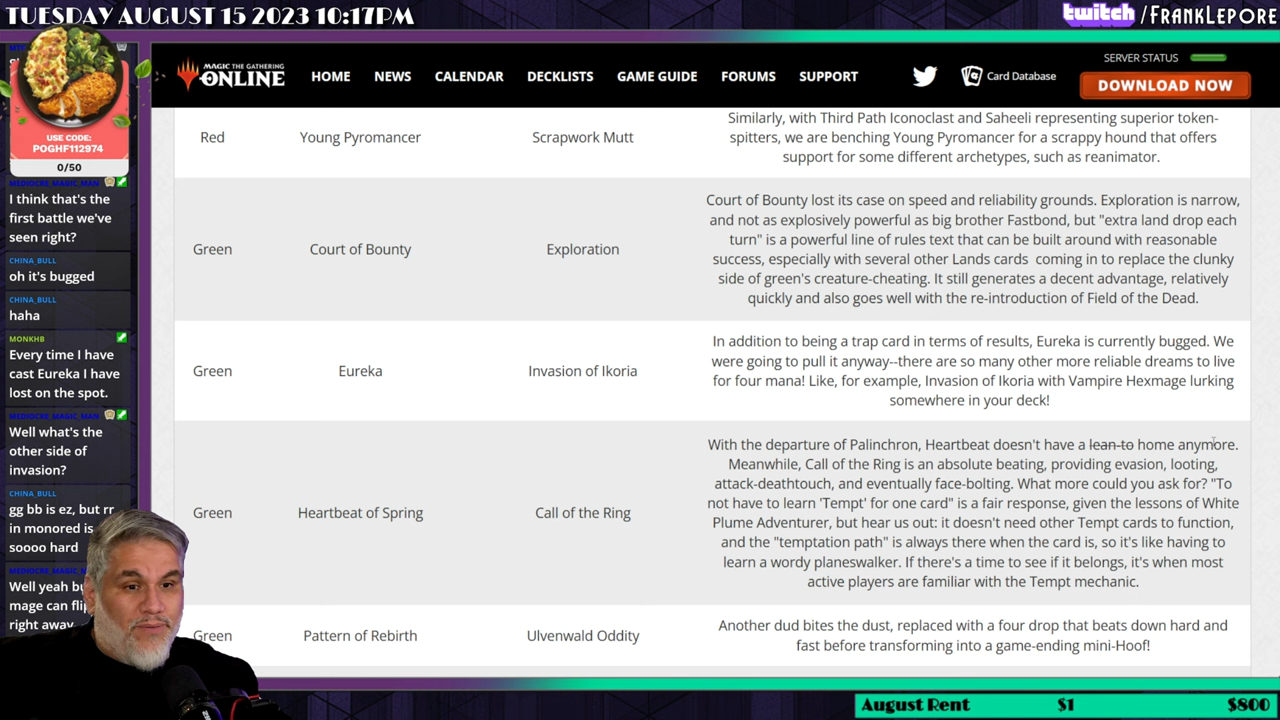 TUESDAY AUGUST 15 2023 10:17PM
twitch /FRANKLEPORE
USE CODE:
POGHF112974
0/50
MEDIOCRE_MAGIC_MAN
I think that's the
first battle we've
seen right?
CHINA_BULL
oh it's bugged
CHINA_BULL
haha
MONKHB
Every time I have
cast Eureka I have
lost on the spot.
MEDIOCRE_MAGIC_MAN
Well what's the
other side of
invasion?
CHINA_BULL
gg bb is ez, but rr
in monored is
soooo hard
Well yeah
mage can
right away
MAGIC THE GATHERING
ONLINE
HOME NEWS CALENDAR DECKLISTS GAME GUIDE FORUMS SUPPORT
Card Database
SERVER STATUS
DOWNLOAD NOW
Red Young Pyromancer Scrapwork Mutt
Similarly, with Third Path Iconoclast and Saheeli representing superior token-
spitters, we are benching Young Pyromancer for a scrappy hound that offers
support for some different archetypes, such as reanimator.
Green Court of Bounty Exploration
Court of Bounty lost its case on speed and reliability grounds. Exploration is narrow,
and not as explosively powerful as big brother Fastbond, but "extra land drop each
turn" is a powerful line of rules text that can be built around with reasonable
success, especially with several other Lands cards coming in to replace the clunky
side of green's creature-cheating. It still generates a decent advantage, relatively
quickly and also goes well with the re-introduction of Field of the Dead.
Green Eureka Invasion of Ikoria
In addition to being a trap card in terms of results, Eureka is currently bugged. We
were going to pull it anyway--there are so many other more reliable dreams to live
for four mana! Like, for example, Invasion of Ikoria with Vampire Hexmage lurking
somewhere in your deck!
Green Heartbeat of Spring Call of the Ring
With the departure of Palinchron, Heartbeat doesn't have a lean-to home anymore.
Meanwhile, Call of the Ring is an absolute beating, providing evasion, looting,
attack-deathtouch, and eventually face-bolting. What more could you ask for? "To
not have to learn 'Tempt' for one card" is a fair response, given the lessons of White
Plume Adventurer, but hear us out: it doesn't need other Tempt cards to function,
and the "temptation path" is always there when the card is, so it's like having to
learn a wordy planeswalker. If there's a time to see if it belongs, it's when most
active players are familiar with the Tempt mechanic.
Green Pattern of Rebirth Ulvenwald Oddity
Another dud bites the dust, replaced with a four drop that beats down hard and
fast before transforming into a game-ending mini-Hoof!
August Rent $1 $800